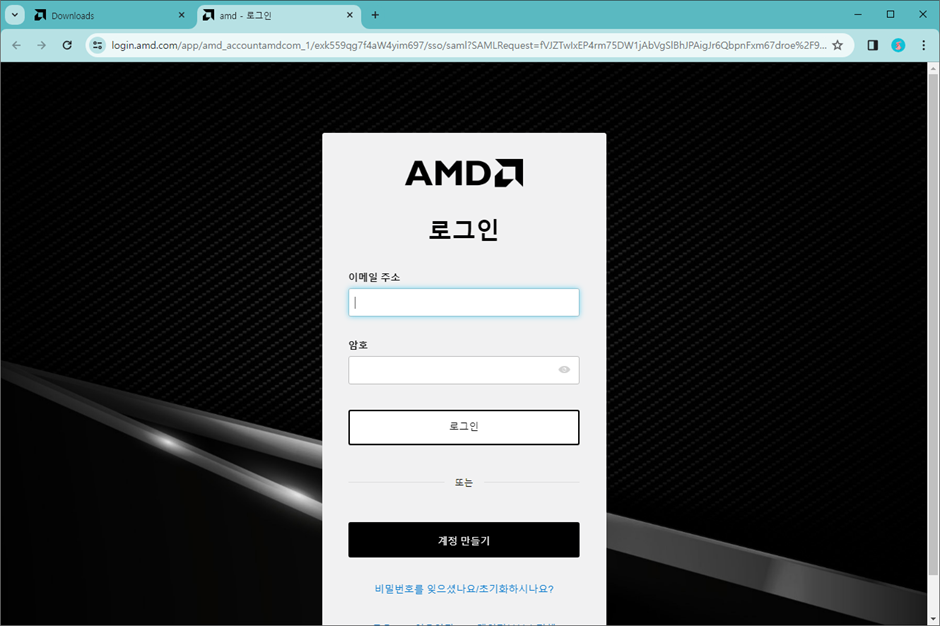 Downloads
amd - 로그인
login.amd.com/app/amd_accountamdcom_1/exk559qg7f4aW4yim697/sso/saml?SAMLRequest=fVJZTwIxEP4rm75DW1jAbVgSlBhJPAigJr6QbpnFxm67droe%2F9...
AMD
로그인
이메일 주소
암호
로그인
또는
계정 만들기
비밀번호를 잊으셨나요/초기화하시나요?